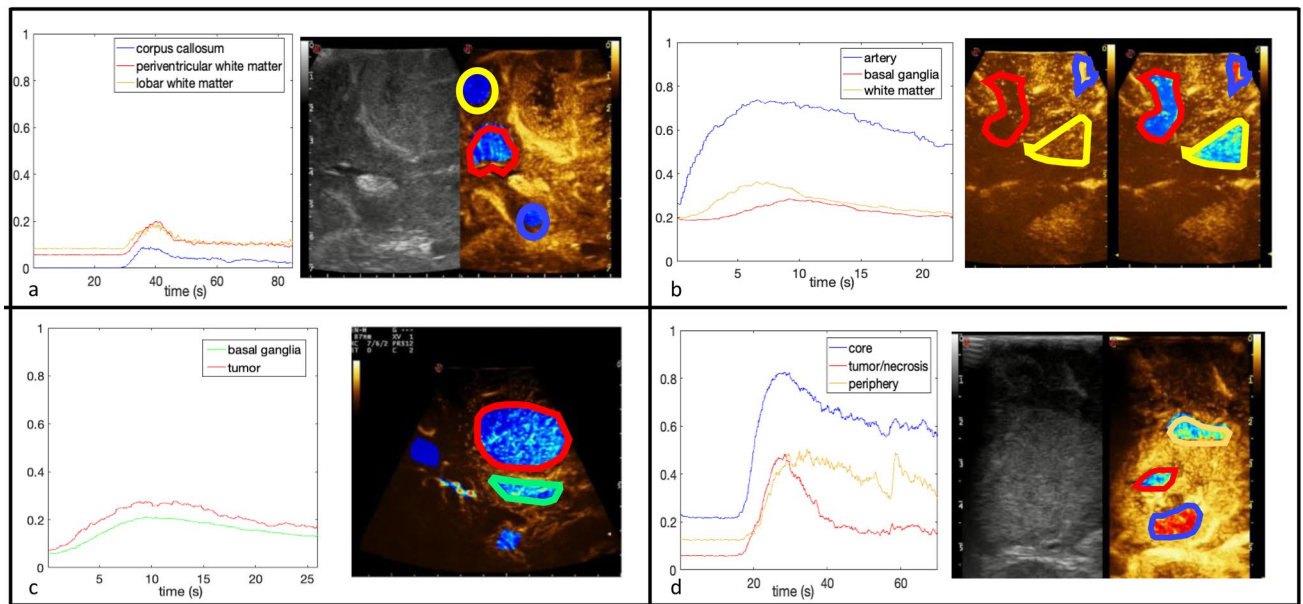 1
corpus callosum
periventricular white matter
lobar white matter
0.8
0.6
0.4
0.2
0
20
40
60
80
time (s)
a
1
artery
basal ganglia
white matter
0.8
0.6
0.4
0.2
0
5
10
15
20
time (s)
b
1
basal ganglia
tumor
0.8
0.6
0.4
0.2
0
5
10
15
20
25
time (s)
c
XV 1
C 2
1
core
tumor/necrosis
periphery
0.8
0.6
0.4
0.2
0
20
40
60
time (s)
d